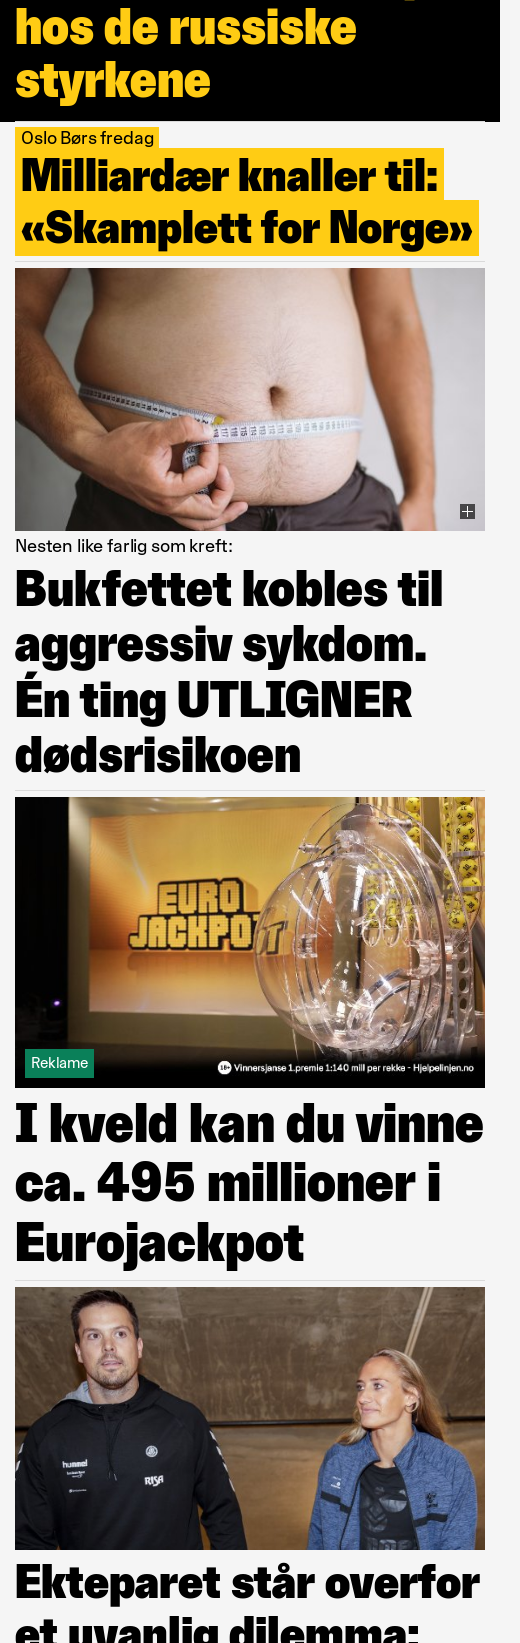 hos de russiske
styrkene
Oslo Børs fredag
Milliardær knaller til:
«Skamplett for Norge»
Nesten like farlig som kreft:
Bukfettet kobles til
aggressiv sykdom.
Én ting UTLIGNER
dødsrisikoen
EURO
JACKPOT
Reklame
18+ Vinnersjanse 1.premie 1:140 mill per rekke - Hjelpelinjen.no
I kveld kan du vinne
ca. 495 millioner i
Eurojackpot
hummel
RISA
Ekteparet står overfor
et uvanlig dilemma: